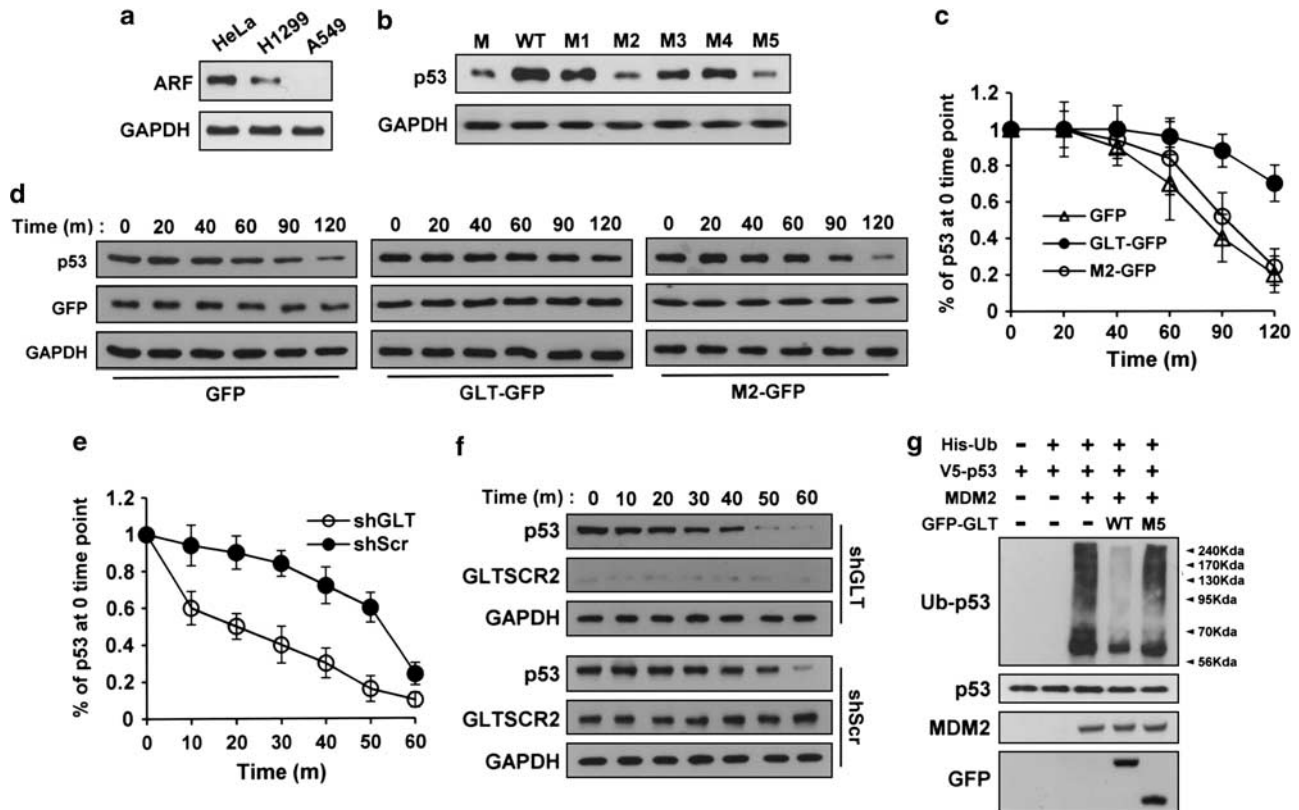 a
HeLa H1299 A549
ARF
GAPDH
b
M WT M1 M2 M3 M4 M5
p53
GAPDH
c
% of p53 at 0 time point
1.2
1
0.8
0.6
0.4
0.2
0
0 20 40 60 90 120
Time (m)
GFP
GLT-GFP
M2-GFP
d
Time (m) : 0 20 40 60 90 120 0 20 40 60 90 120 0 20 40 60 90 120
p53
GFP
GAPDH
GFP GLT-GFP M2-GFP
e
% of p53 at 0 time point
1.2
1
0.8
0.6
0.4
0.2
0
0 10 20 30 40 50 60
Time (m)
shGLT
shScr
f
Time (m) : 0 10 20 30 40 50 60
p53
GLTSCR2
GAPDH
shGLT
p53
GLTSCR2
GAPDH
shScr
g
His-Ub - + + + +
V5-p53 + + + + +
MDM2 - - + + +
GFP-GLT - - - WT M5
Ub-p53
240Kda
170Kda
130Kda
95Kda
70Kda
56Kda
p53
MDM2
GFP